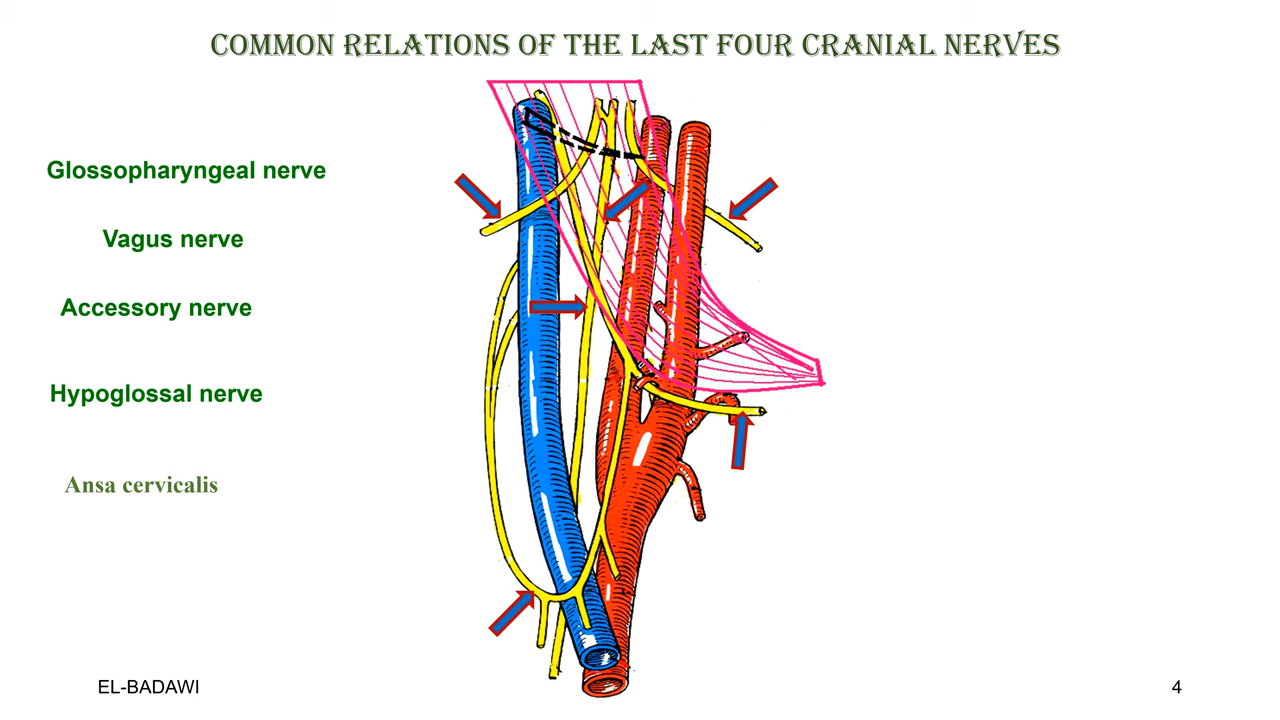 COMMON RELATIONS OF THE LAST FOUR CRANIAL NERVES
Glossopharyngeal nerve
Vagus nerve
Accessory nerve
Hypoglossal nerve
Ansa cervicalis
EL-BADAWI
4